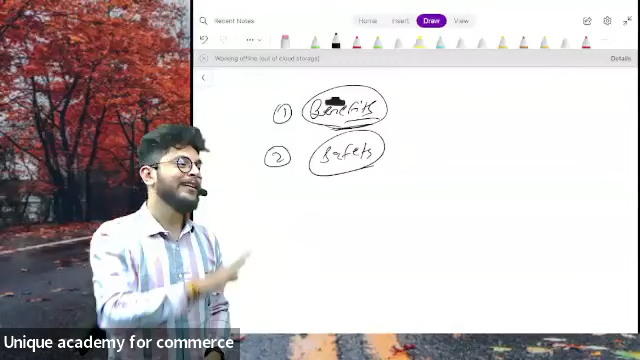 Recent Notes
Home Insert Draw View
Working offline (out of cloud storage)
Details
① Benefits
② Safety
Unique academy for commerce